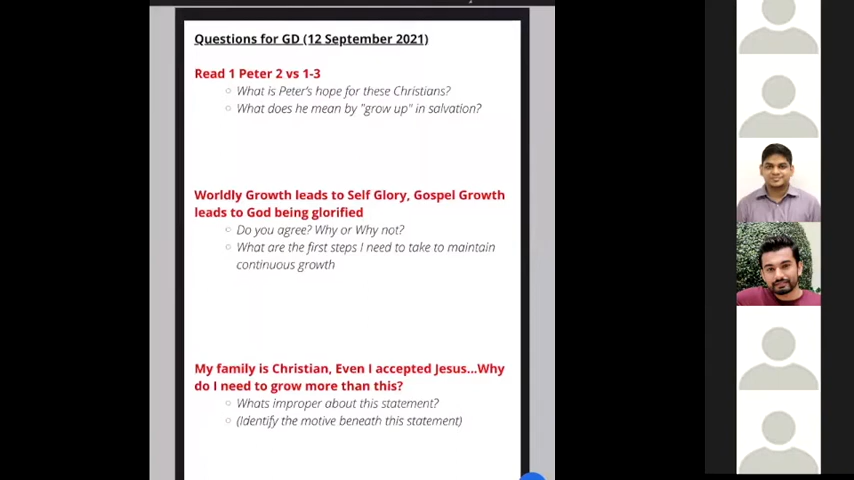 Questions for GD (12 September 2021)
Read 1 Peter 2 vs 1-3
What is Peter's hope for these Christians?
What does he mean by "grow up" in salvation?
Worldly Growth leads to Self Glory, Gospel Growth
leads to God being glorified
Do you agree? Why or Why not?
What are the first steps I need to take to maintain
continuous growth
My family is Christian, Even I accepted Jesus...Why
do I need to grow more than this?
Whats improper about this statement?
(Identify the motive beneath this statement)